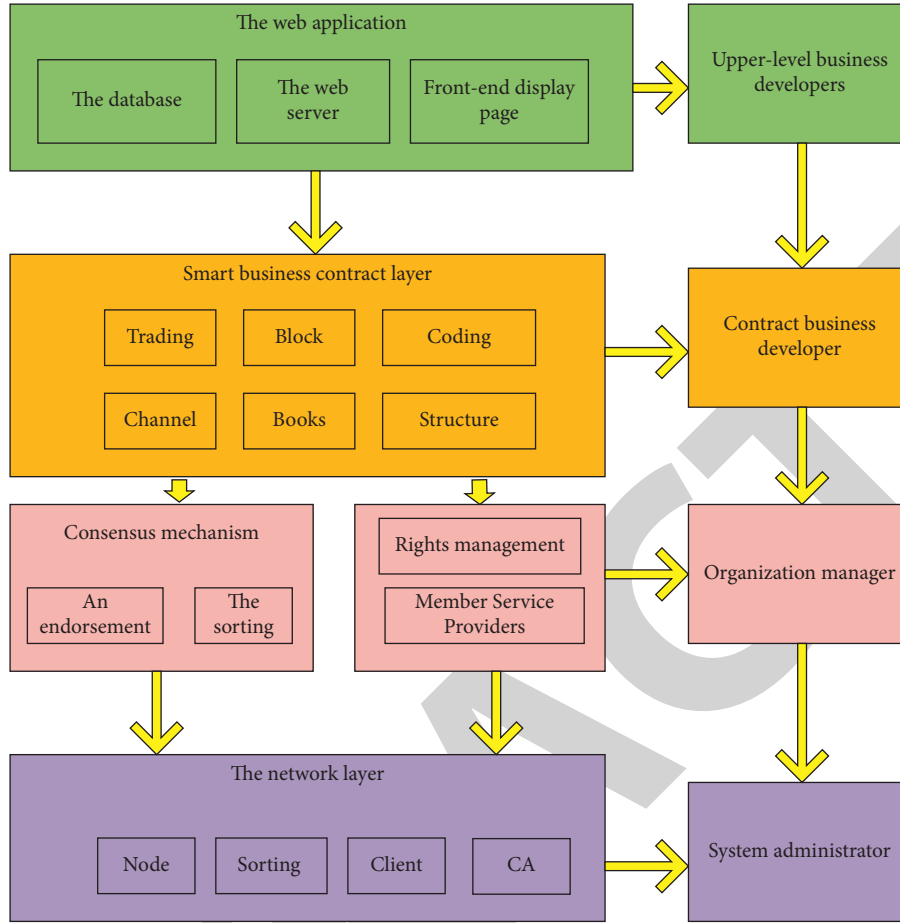 The web application
The database
The web
server
Front-end display
page
Upper-level business
developers
Smart business contract layer
Trading
Block
Coding
Channel
Books
Structure
Contract business
developer
Consensus mechanism
An
endorsement
The
sorting
Rights management
Member Service
Providers
Organization manager
The network layer
Node
Sorting
Client
CA
System administrator